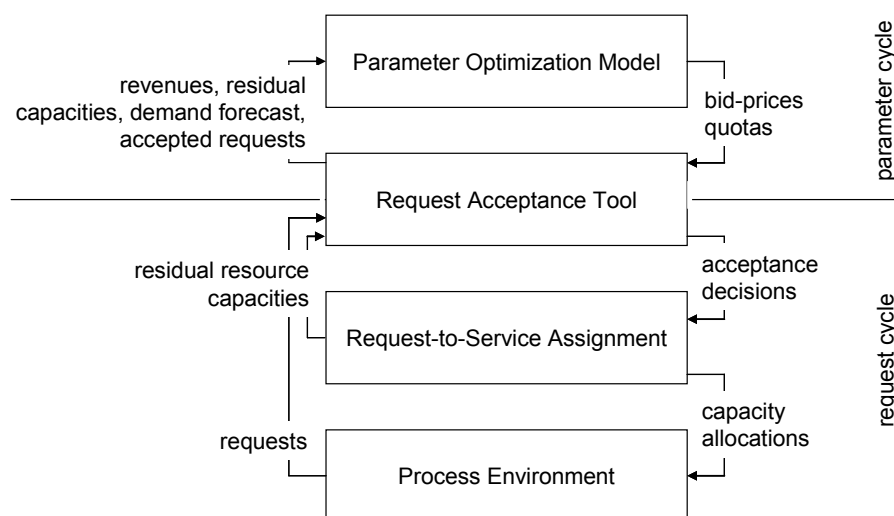 Parameter Optimization Model
revenues, residual
capacities, demand forecast,
accepted requests
bid-prices
quotas
parameter cycle
Request Acceptance Tool
residual resource
capacities
acceptance
decisions
Request-to-Service Assignment
request cycle
requests
capacity
allocations
Process Environment